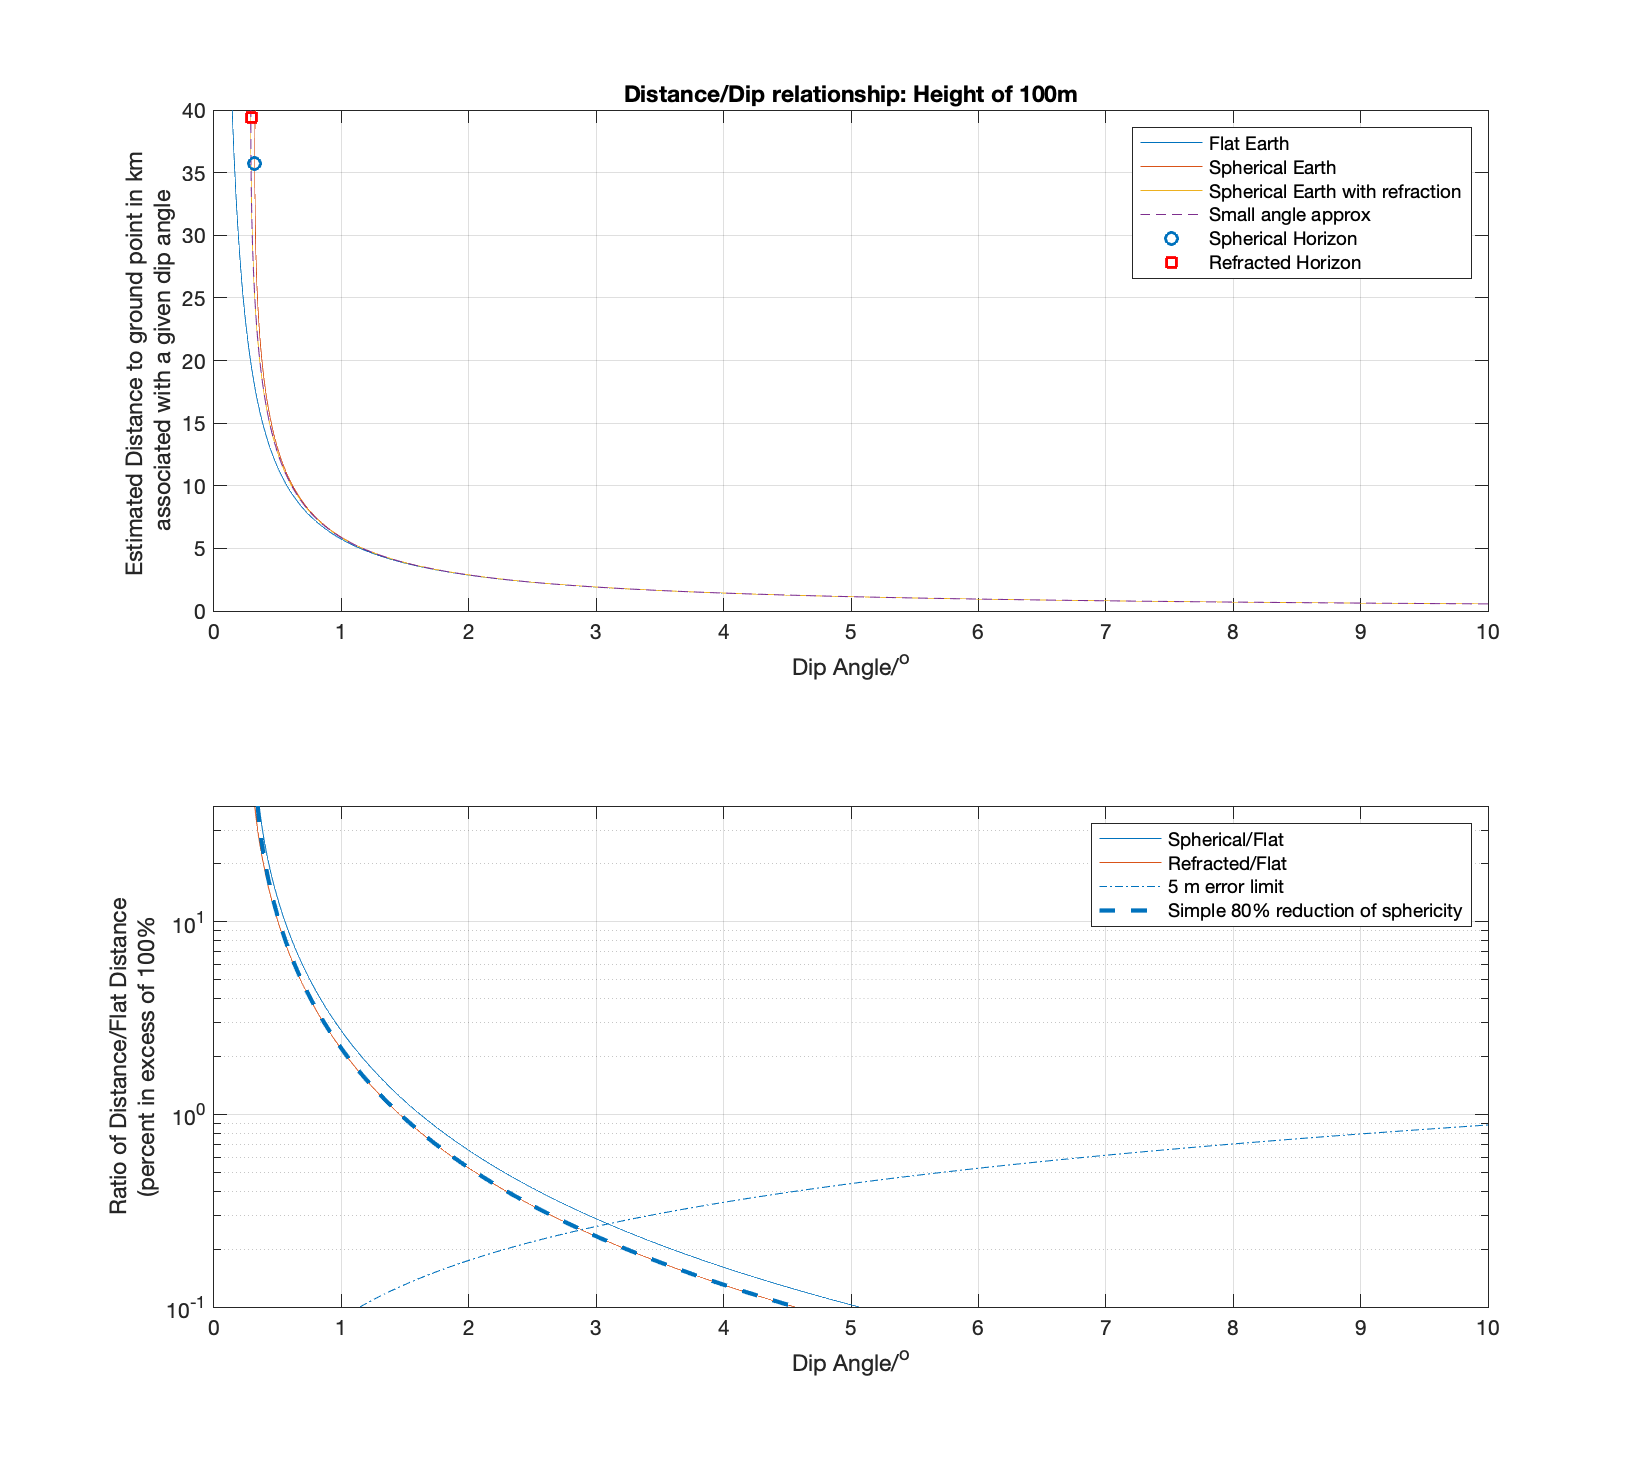 Distance/Dip relationship: Height of 100m
Estimated Distance to ground point in km
associated with a given dip angle
40
35
30
25
20
15
10
5
0
0 1 2 3 4 5 6 7 8 9 10
Dip Angle/o
Flat Earth
Spherical Earth
Spherical Earth with refraction
Small angle approx
Spherical Horizon
Refracted Horizon
Ratio of Distance/Flat Distance
(percent in excess of 100%
10^1
10^0
10^-1
0 1 2 3 4 5 6 7 8 9 10
Dip Angle/o
Spherical/Flat
Refracted/Flat
5 m error limit
Simple 80% reduction of sphericity